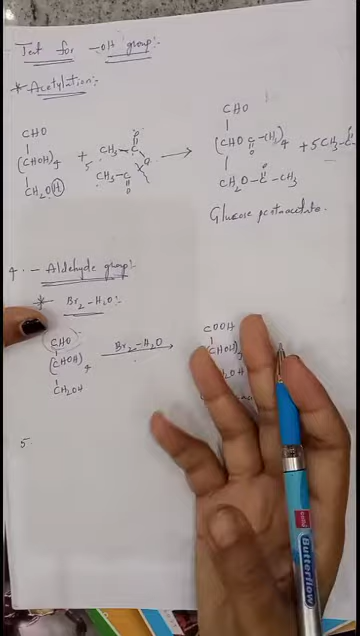 Test for -OH group:
* Acetylation:
CHO
(CHOH)4
CH2OH
+ 5
CH3-C
O
O
CH3-C
O
→
CHO
(CHO-C-CH3)4
O
CH2O-C-CH3
O
+ 5CH3-C
Glucose pentaacetate.
4. - Aldehyde group:
* Br2-H2O:
CHO
(CHOH)4
CH2OH
Br2-H2O
COOH
(CHOH)
5.
Butterflow